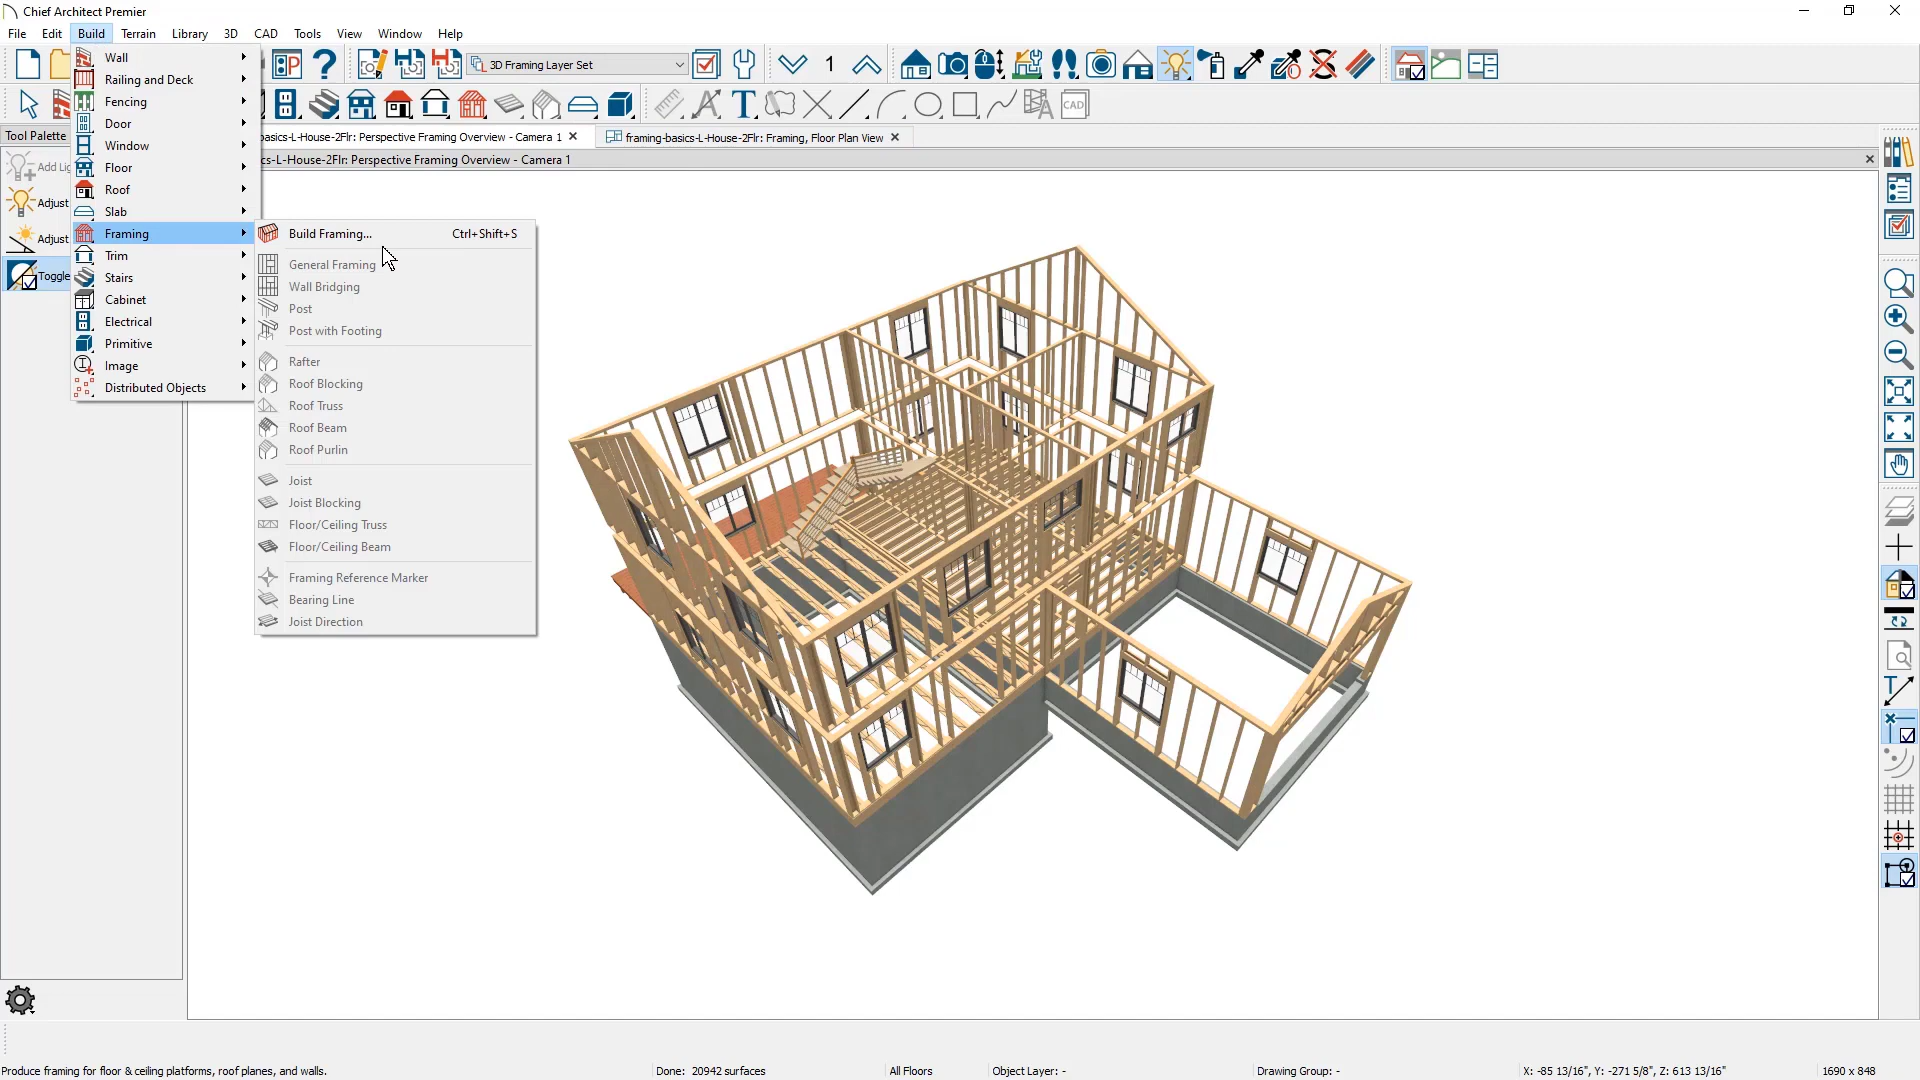 Chief Architect Premier
File Edit Build Terrain Library 3D CAD Tools View Window Help
3D Framing Layer Set
1
CAD
Tool Palette
basics-L-House-2Flr: Perspective Framing Overview - Camera 1
framing-basics-L-House-2Flr: Framing, Floor Plan View
cs-L-House-2Flr: Perspective Framing Overview - Camera 1
Add Lig
Adjust
Adjust
Toggle
Wall
Railing and Deck
Fencing
Door
Window
Floor
Roof
Slab
Framing
Trim
Stairs
Cabinet
Electrical
Primitive
Image
Distributed Objects
Build Framing... Ctrl+Shift+S
General Framing
Wall Bridging
Post
Post with Footing
Rafter
Roof Blocking
Roof Truss
Roof Beam
Roof Purlin
Joist
Joist Blocking
Floor/Ceiling Truss
Floor/Ceiling Beam
Framing Reference Marker
Bearing Line
Joist Direction
Produce framing for floor & ceiling platforms, roof planes, and walls. Done: 20942 surfaces All Floors Object Layer: - Drawing Group: - X: -85 13/16", Y: -271 5/8", Z: 613 13/16" 1690 x 848